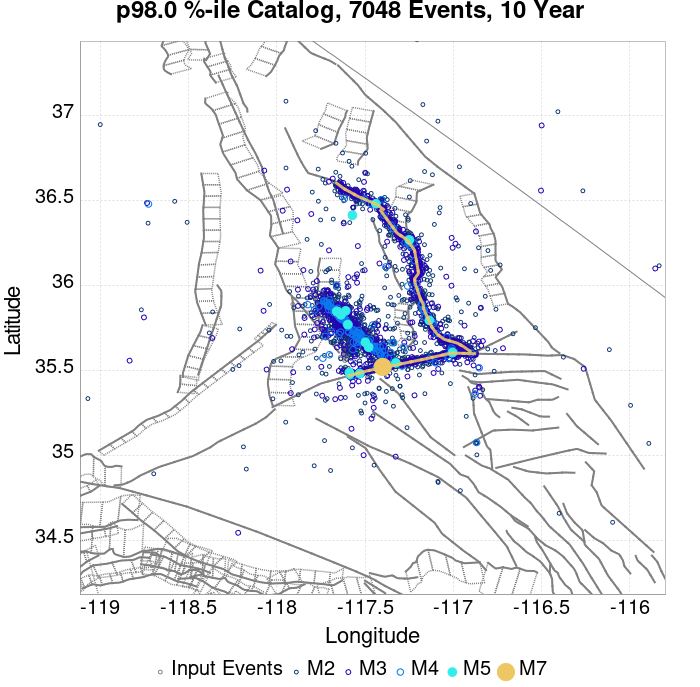 p98.0 %-ile Catalog, 7048 Events, 10 Year
37
36.5
36
35.5
35
34.5
Latitude
-119 -118.5 -118 -117.5 -117 -116.5 -116
Longitude
Input Events M2 M3 M4 M5 M7